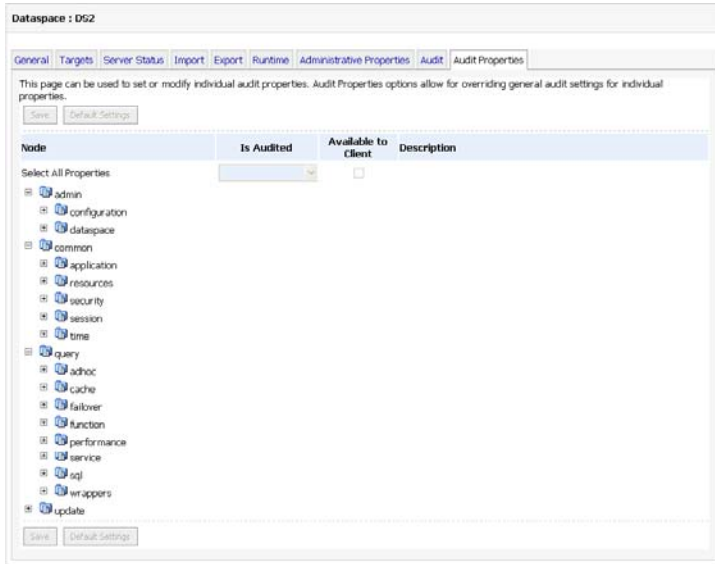 Dataspace : DS2
General Targets Server Status Import Export Runtime Administrative Properties Audit Audit Properties
This page can be used to set or modify individual audit properties. Audit Properties options allow for overriding general audit settings for individual
properties.
Save Default Settings
Node Is Audited Available to Client Description
Select All Properties
admin
configuration
dataspace
common
application
resources
security
session
time
query
adhoc
cache
failover
function
performance
service
sql
wrappers
update
Save Default Settings